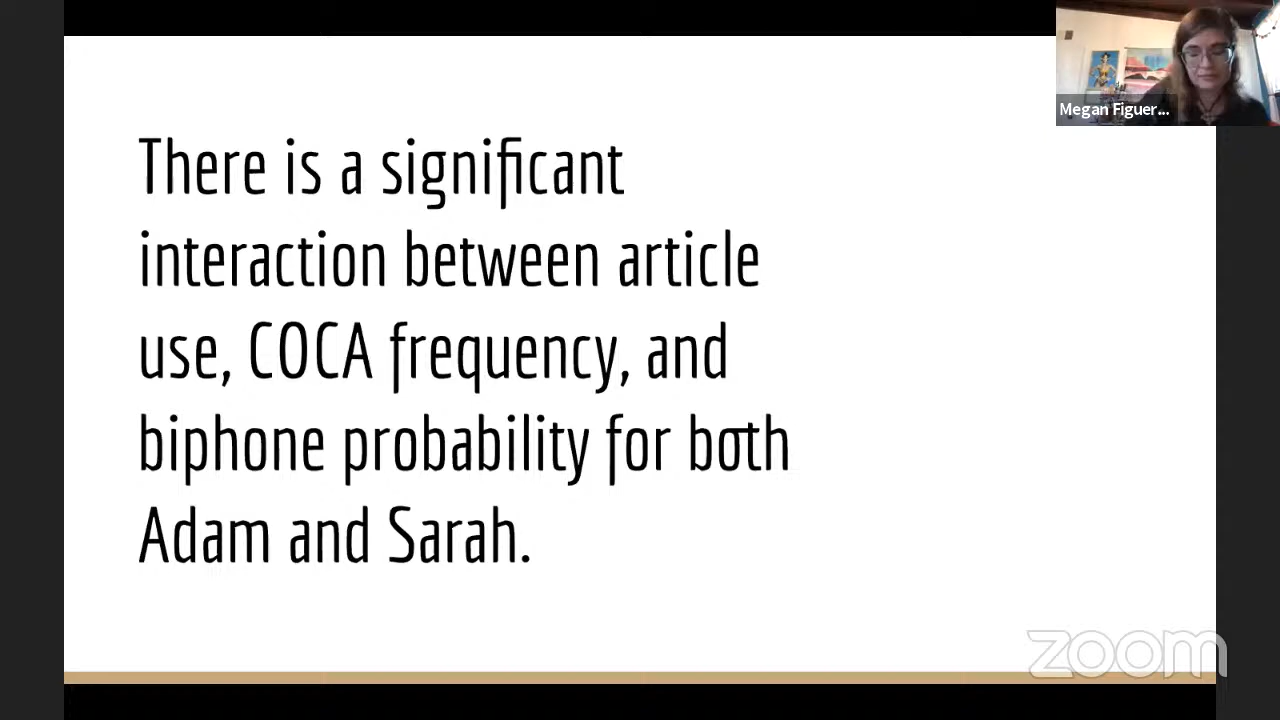 Megan Figuer...
There is a significant
interaction between article
use, COCA frequency, and
biphone probability for both
Adam and Sarah.
zoom